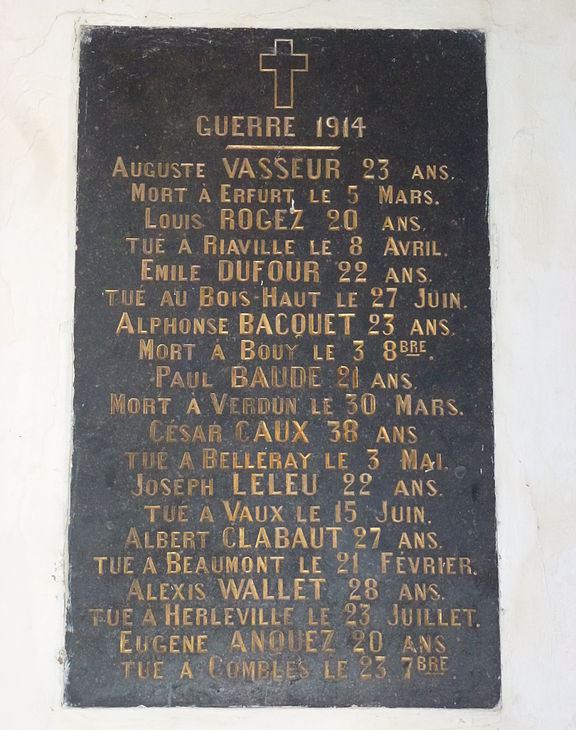 GUERRE 1914
AUGUSTE VASSEUR 23 ANS.
MORT À ERFURT LE 5 MARS.
LOUIS ROGEZ 20 ANS.
TUÉ A RIAVILLE LE 8 AVRIL.
EMILE DUFOUR 22 ANS.
TUÉ AU BOIS-HAUT LE 27 JUIN.
ALPHONSE BACQUET 23 ANS.
MORT À BOUY LE 3 8BRE.
PAUL BAUDE 21 ANS.
MORT À VERDUN LE 30 MARS.
CÉSAR CAUX 38 ANS
TUÉ A BELLERAY LE 3 MAI.
JOSEPH LELEU 22 ANS.
TUÉ A VAUX LE 15 JUIN.
ALBERT CLABAUT 27 ANS.
TUÉ A BEAUMONT LE 21 FÉVRIER.
ALEXIS WALLET 28 ANS.
TUÉ À HERLEVILLE LE 23 JUILLET.
EUGÈNE ANQUEZ 20 ANS
TUÉ A COMBLES LE 23 7BRE